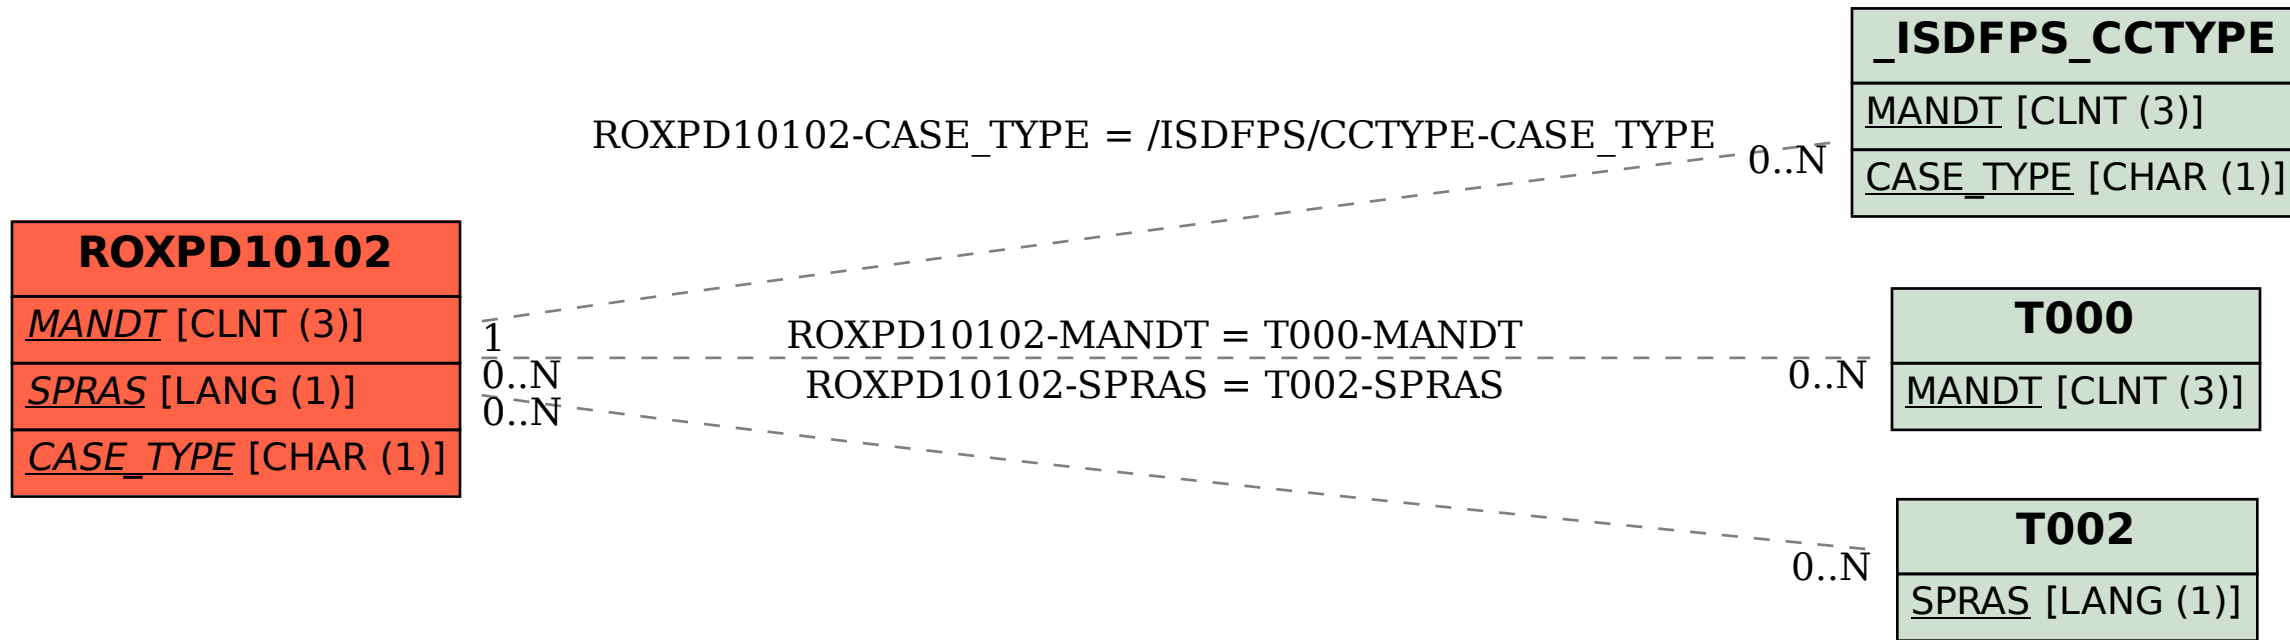 _ISDFPS_CCTYPE
MANDT [CLNT (3)]
CASE_TYPE [CHAR (1)]
ROXPD10102-CASE_TYPE = /ISDFPS/CCTYPE-CASE_TYPE
0..N
ROXPD10102
MANDT [CLNT (3)]
SPRAS [LANG (1)]
CASE_TYPE [CHAR (1)]
1
0..N
0..N
ROXPD10102-MANDT = T000-MANDT
ROXPD10102-SPRAS = T002-SPRAS
0..N
T000
MANDT [CLNT (3)]
0..N
T002
SPRAS [LANG (1)]